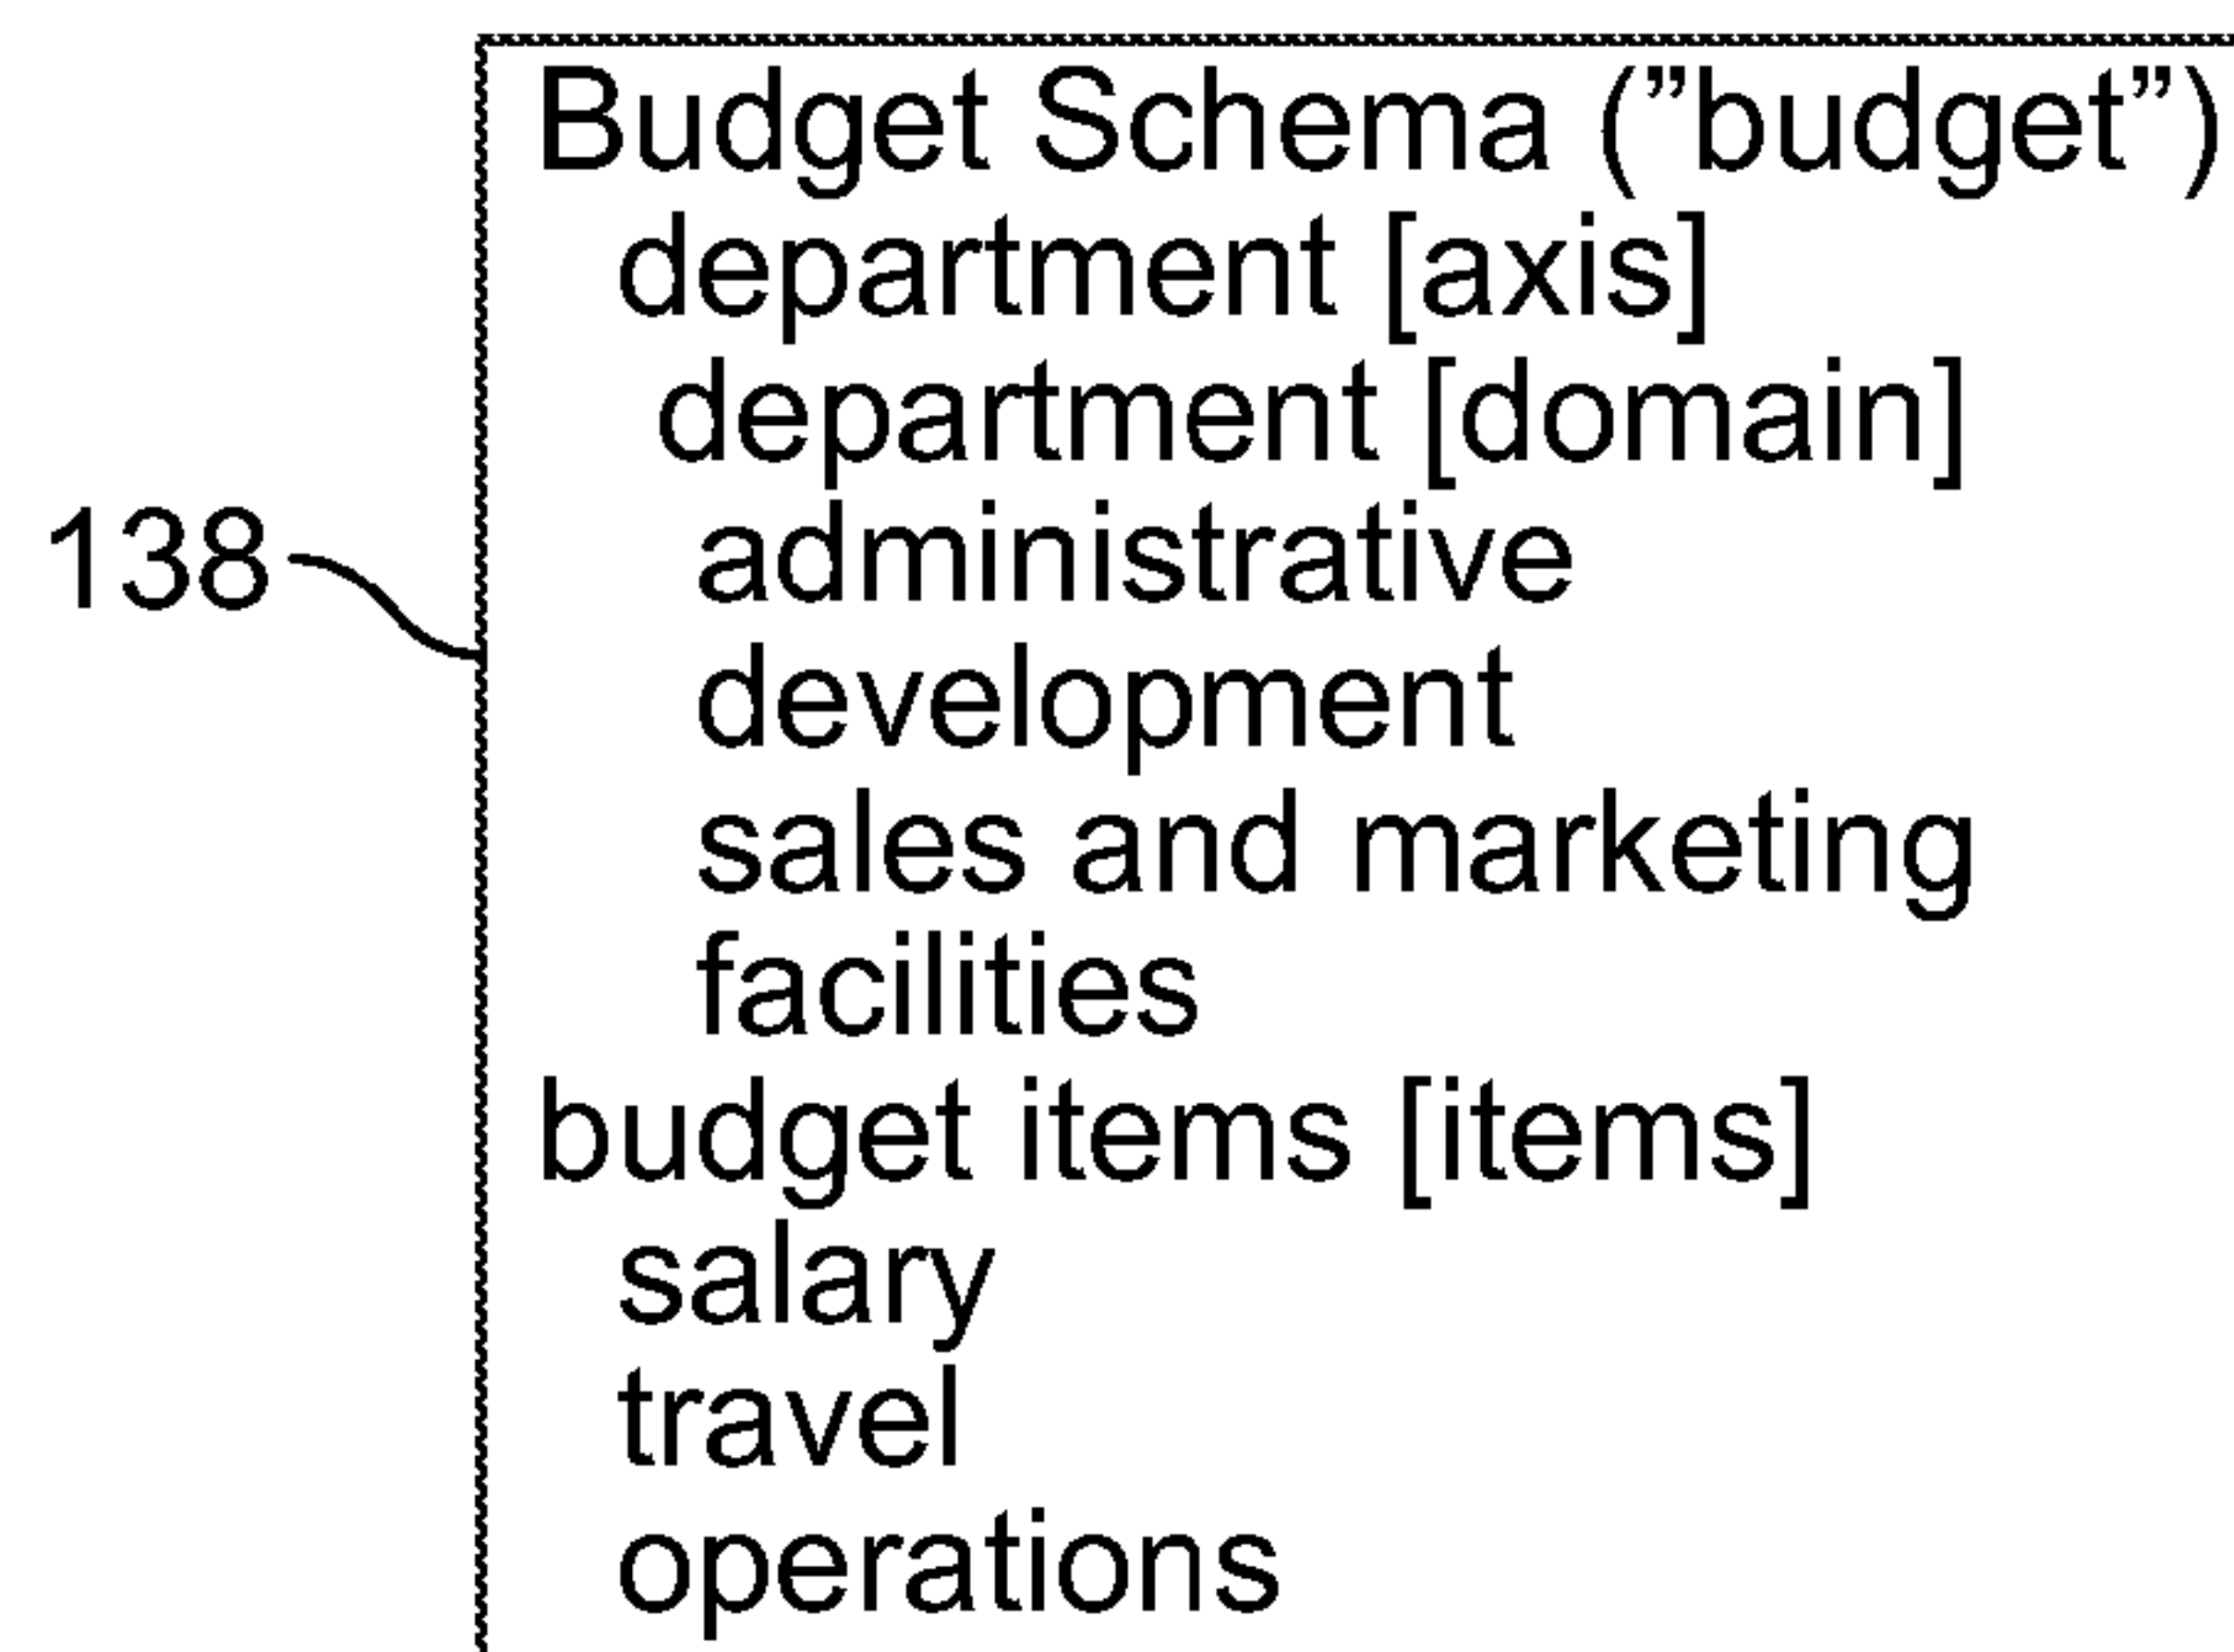 Budget Schema (”budget”)
department [axis]
department [domain]
138
administrative
development
sales and marketing
facilities
budget items [items]
salary
travel
operations